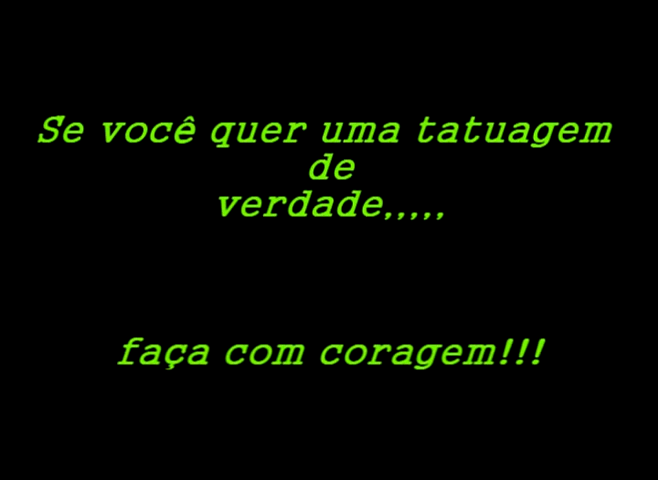 Se você quer uma tatuagem
de
verdade,,,,,
faça com coragem!!!